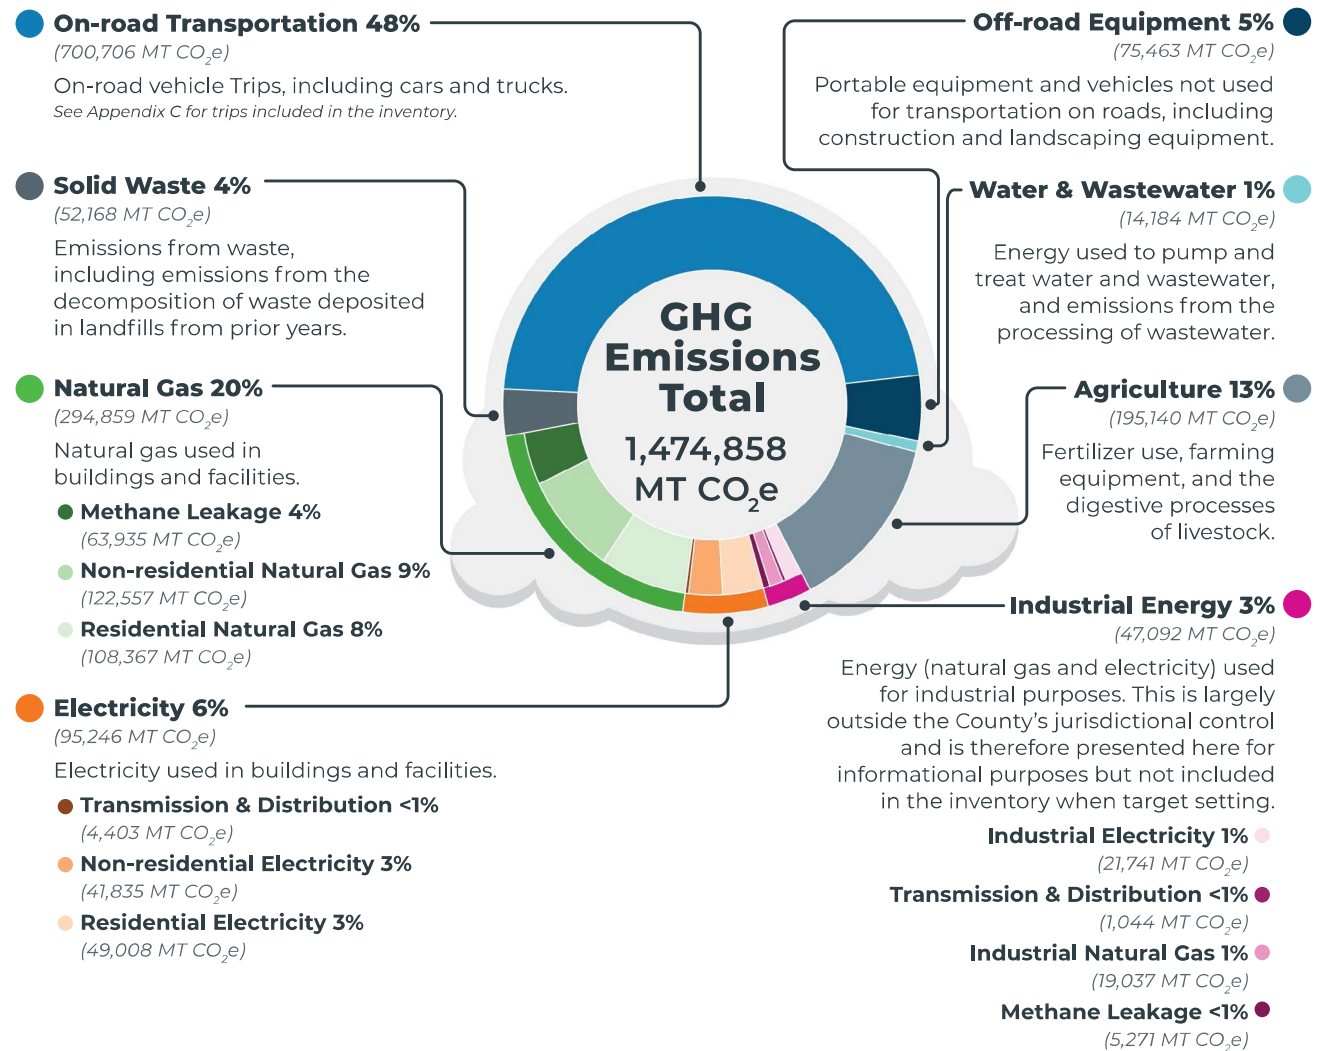 On-road Transportation 48%
(700,706 MT CO₂e)
On-road vehicle Trips, including cars and trucks.
See Appendix C for trips included in the inventory.
Solid Waste 4%
(52,168 MT CO₂e)
Emissions from waste,
including emissions from the
decomposition of waste deposited
in landfills from prior years.
Natural Gas 20%
(294,859 MT CO₂e)
Natural gas used in
buildings and facilities.
Methane Leakage 4%
(63,935 MT CO₂e)
Non-residential Natural Gas 9%
(122,557 MT CO₂e)
Residential Natural Gas 8%
(108,367 MT CO₂e)
Electricity 6%
(95,246 MT CO₂e)
Electricity used in buildings and facilities.
Transmission & Distribution <1%
(4,403 MT CO₂e)
Non-residential Electricity 3%
(41,835 MT CO₂e)
Residential Electricity 3%
(49,008 MT CO₂e)
GHG
Emissions
Total
1,474,858
MT CO₂e
Off-road Equipment 5%
(75,463 MT CO₂e)
Portable equipment and vehicles not used
for transportation on roads, including
construction and landscaping equipment.
Water & Wastewater 1%
(14,184 MT CO₂e)
Energy used to pump and
treat water and wastewater,
and emissions from the
processing of wastewater.
Agriculture 13%
(195,140 MT CO₂e)
Fertilizer use, farming
equipment, and the
digestive processes
of livestock.
Industrial Energy 3%
(47,092 MT CO₂e)
Energy (natural gas and electricity) used
for industrial purposes. This is largely
outside the County’s jurisdictional control
and is therefore presented here for
informational purposes but not included
in the inventory when target setting.
Industrial Electricity 1%
(21,741 MT CO₂e)
Transmission & Distribution <1%
(1,044 MT CO₂e)
Industrial Natural Gas 1%
(19,037 MT CO₂e)
Methane Leakage <1%
(5,271 MT CO₂e)